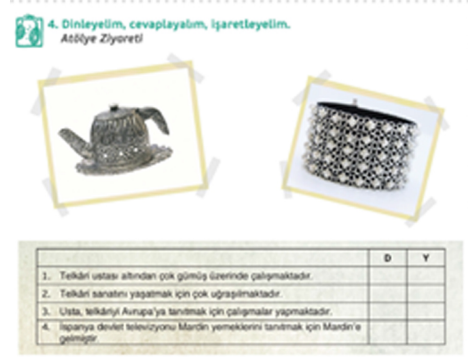 4. Dinleyelim, cevaplayalım, işaretleyelim.
Atölye Ziyareti
D Y
1. Telkâri ustası altından çok gümüş üzerinde çalışmaktadır.
2. Telkâri sanatını yaşatmak için çok uğraşılmaktadır.
3. Usta, telkâriyi Avrupa'ya tanıtmak için çalışmalar yapmaktadır.
4. İspanya devlet televizyonu Mardin yemeklerini tanıtmak için Mardin'e
gelmiştir.